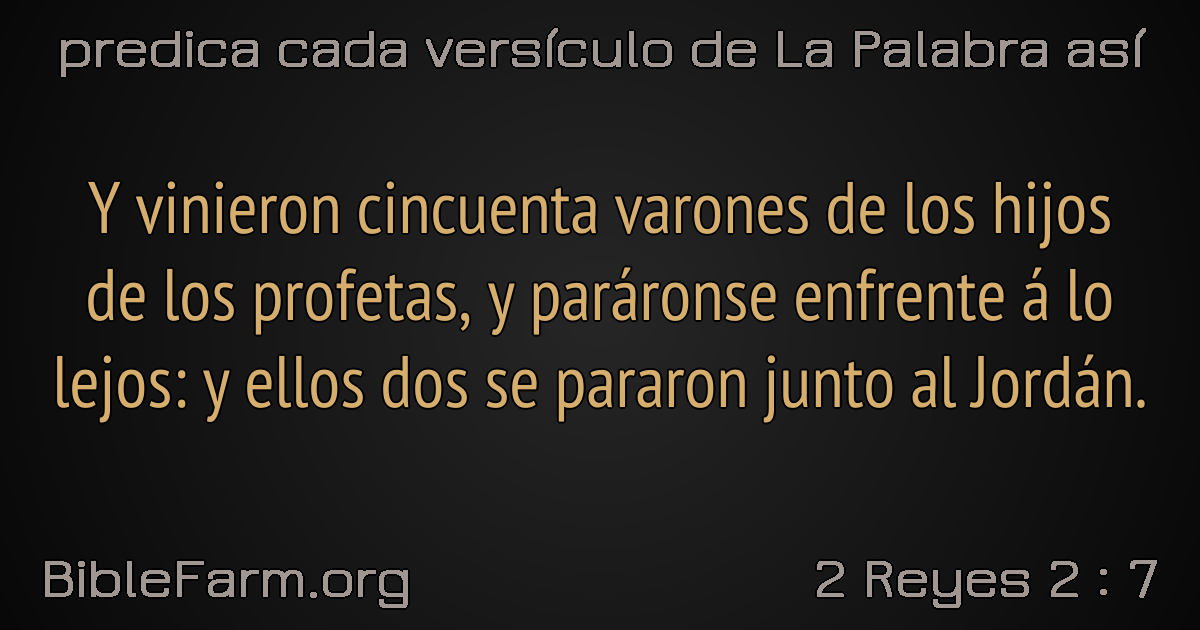 predica cada versículo de La Palabra así
Y vinieron cincuenta varones de los hijos
de los profetas, y paráronse enfrente á lo
lejos: y ellos dos se pararon junto al Jordán.
BibleFarm.org
2 Reyes 2 : 7